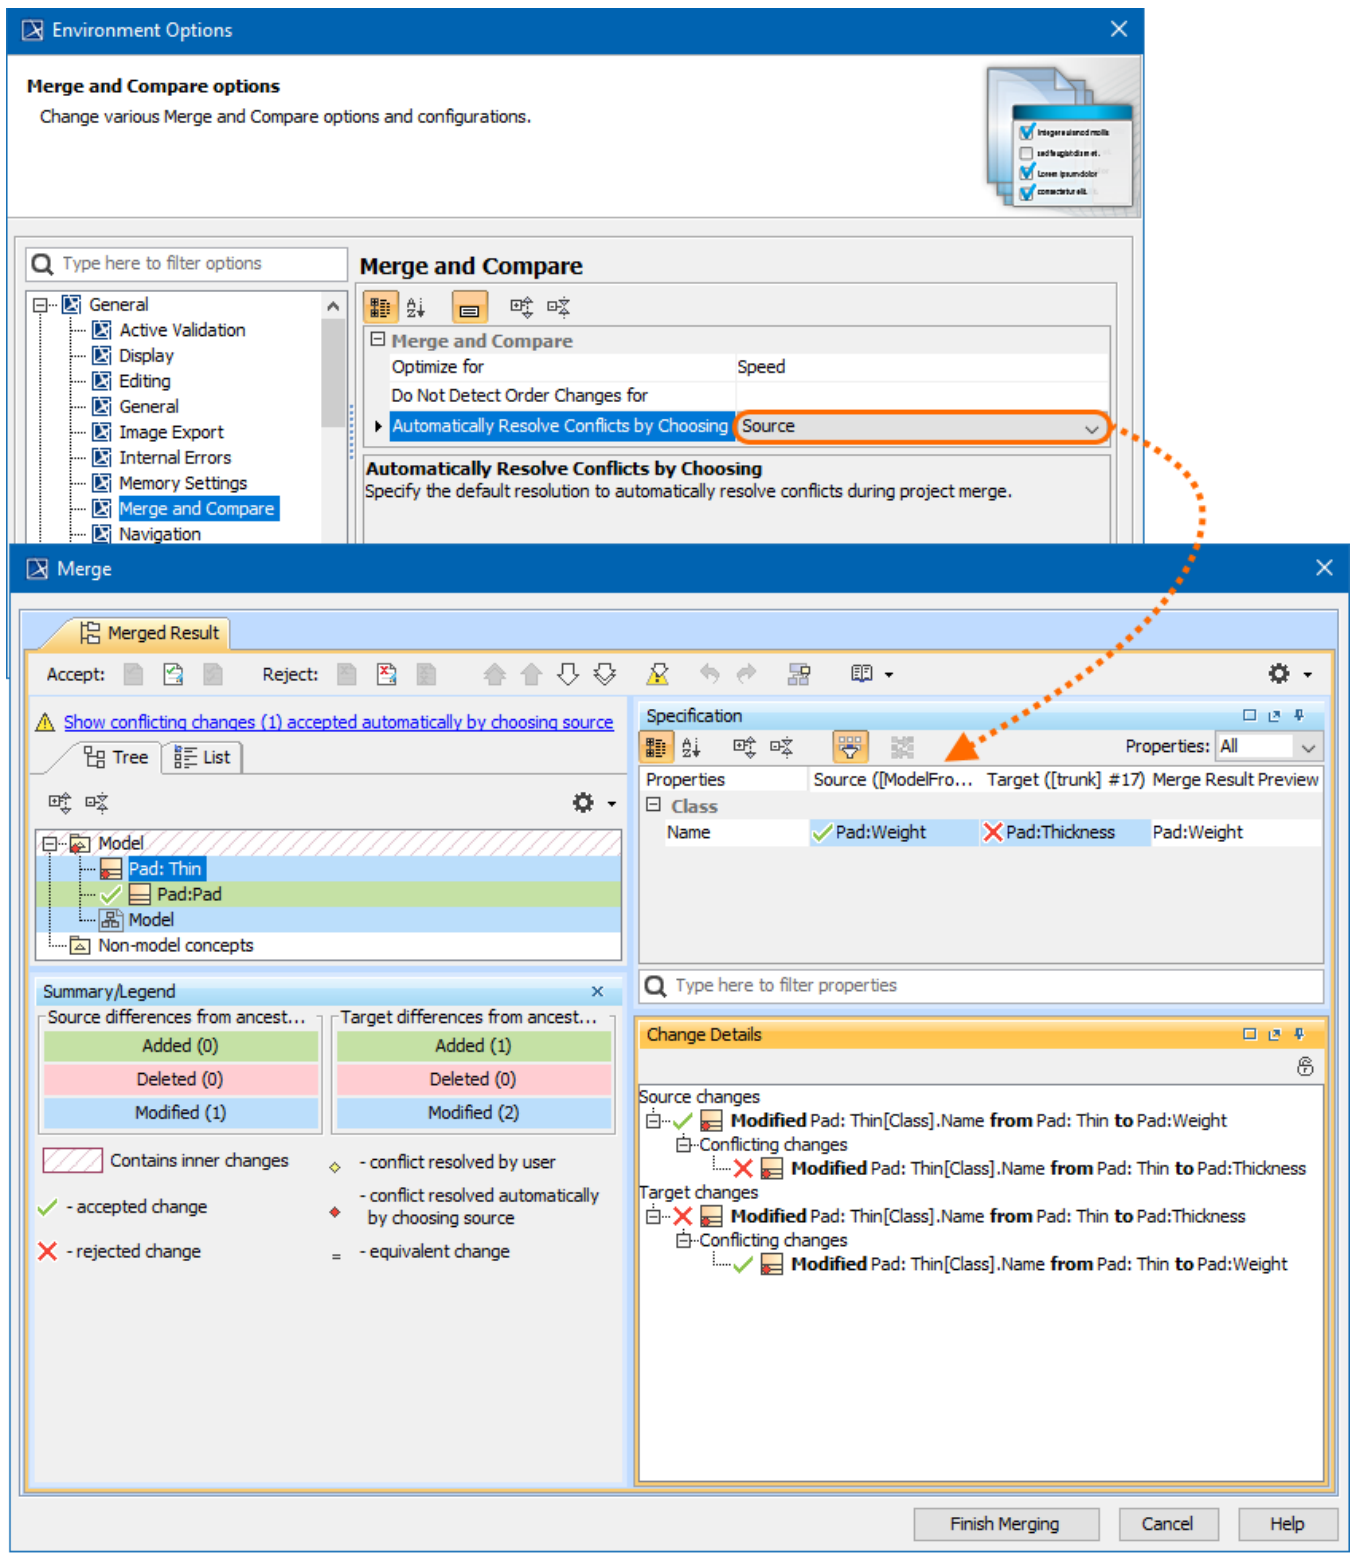 Environment Options
Merge and Compare options
Change various Merge and Compare options and configurations.
Lorem ipsum dolor
Type here to filter options
General
Active Validation
Display
Editing
General
Image Export
Internal Errors
Memory Settings
Merge and Compare
Navigation
Merge and Compare
Merge and Compare
Optimize for Speed
Do Not Detect Order Changes for
Automatically Resolve Conflicts by Choosing Source
Automatically Resolve Conflicts by Choosing
Specify the default resolution to automatically resolve conflicts during project merge.
Merge
Merged Result
Accept: Reject:
Show conflicting changes (1) accepted automatically by choosing source
Tree List
Model
Pad: Thin
Pad:Pad
Model
Non-model concepts
Summary/Legend
Source differences from ancest...
Added (0)
Deleted (0)
Modified (1)
Target differences from ancest...
Added (1)
Deleted (0)
Modified (2)
Contains inner changes
- accepted change
- rejected change
- conflict resolved by user
- conflict resolved automatically
by choosing source
= - equivalent change
Specification
Properties: All
Properties Source ([ModelFro... Target ([trunk] #17) Merge Result Preview
Class
Name Pad:Weight Pad:Thickness Pad:Weight
Type here to filter properties
Change Details
Source changes
Modified Pad: Thin[Class].Name from Pad: Thin to Pad:Weight
Conflicting changes
Modified Pad: Thin[Class].Name from Pad: Thin to Pad:Thickness
Target changes
Modified Pad: Thin[Class].Name from Pad: Thin to Pad:Thickness
Conflicting changes
Modified Pad: Thin[Class].Name from Pad: Thin to Pad:Weight
Finish Merging Cancel Help